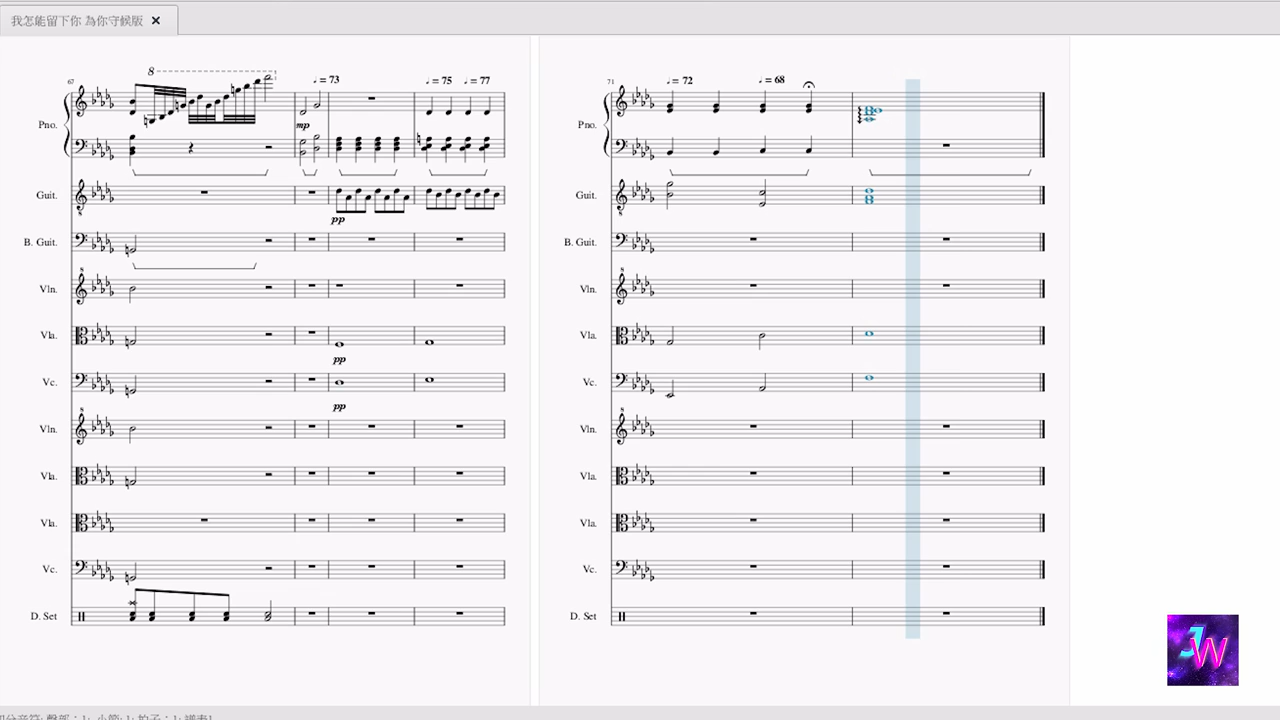 我怎能留下你 為你守候版 ×
67
8
♩ = 73
♩ = 75
♩ = 77
Pno.
mp
Guit.
pp
B. Guit.
Vln.
Vla.
pp
Vc.
pp
Vln.
Vla.
Vla.
Vc.
D. Set
71
♩ = 72
♩ = 68
Pno.
Guit.
B. Guit.
Vln.
Vla.
Vc.
Vln.
Vla.
Vla.
Vc.
D. Set
JW